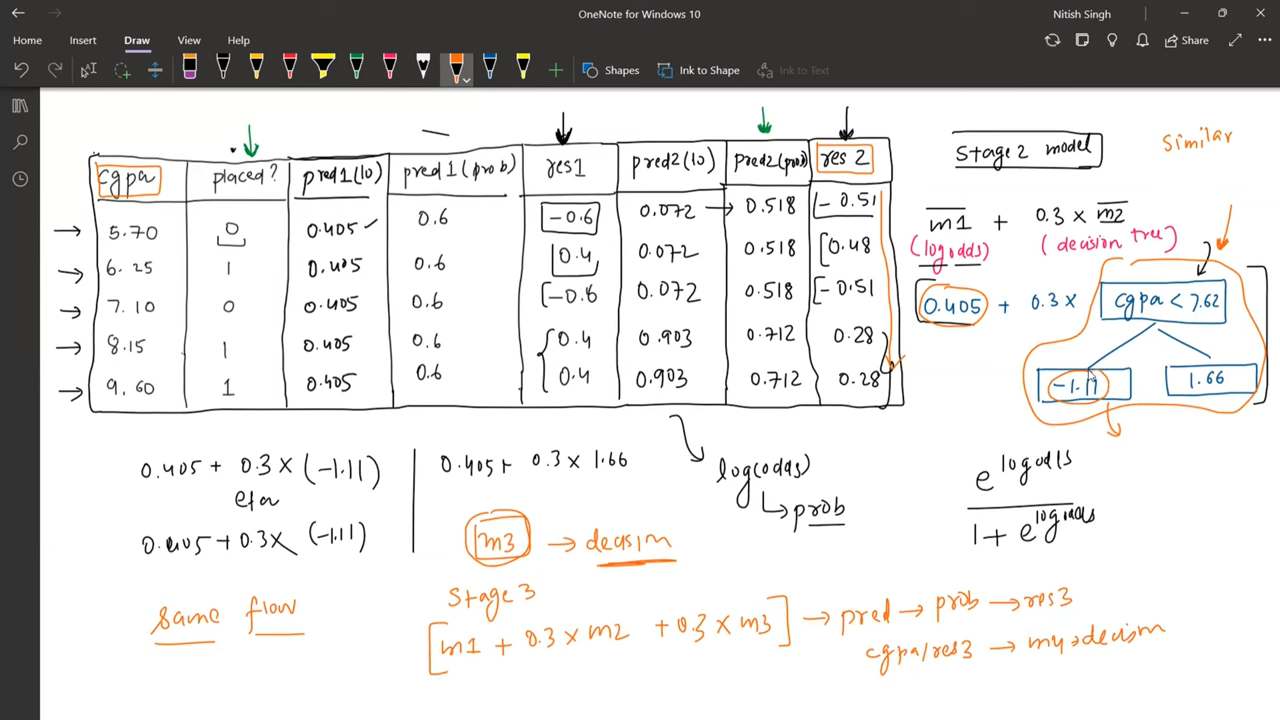 OneNote for Windows 10
Nitish Singh
Home Insert Draw View Help
Share
Shapes
Ink to Shape
Ink to Text
cgpa placed? pred1(lo) pred1(prob) res1 pred2(lo) pred2(prob) res 2
5.70 0 0.405 0.6 -0.6 0.072 0.518 -0.51
6.25 1 0.405 0.6 0.4 0.072 0.518 0.48
7.10 0 0.405 0.6 -0.6 0.072 0.518 -0.51
8.15 1 0.405 0.6 0.4 0.903 0.712 0.28
9.60 1 0.405 0.6 0.4 0.903 0.712 0.28
Stage 2 model
Similar
m1 + 0.3 × m2
(log odds) (decision tree)
0.405 + 0.3 × cgpa < 7.62
-1.11 1.66
0.405 + 0.3 × (-1.11)
0.405 + 0.3 × 1.66
0.405 + 0.3 × (-1.11)
log(odds)
→ prob
e^logodds
1 + e^logodds
m3 → decisim
same flow
Stage 3
[m1 + 0.3 × m2 + 0.3 × m3] → pred → prob → res3
cgpa/res3 → m4 → decisim